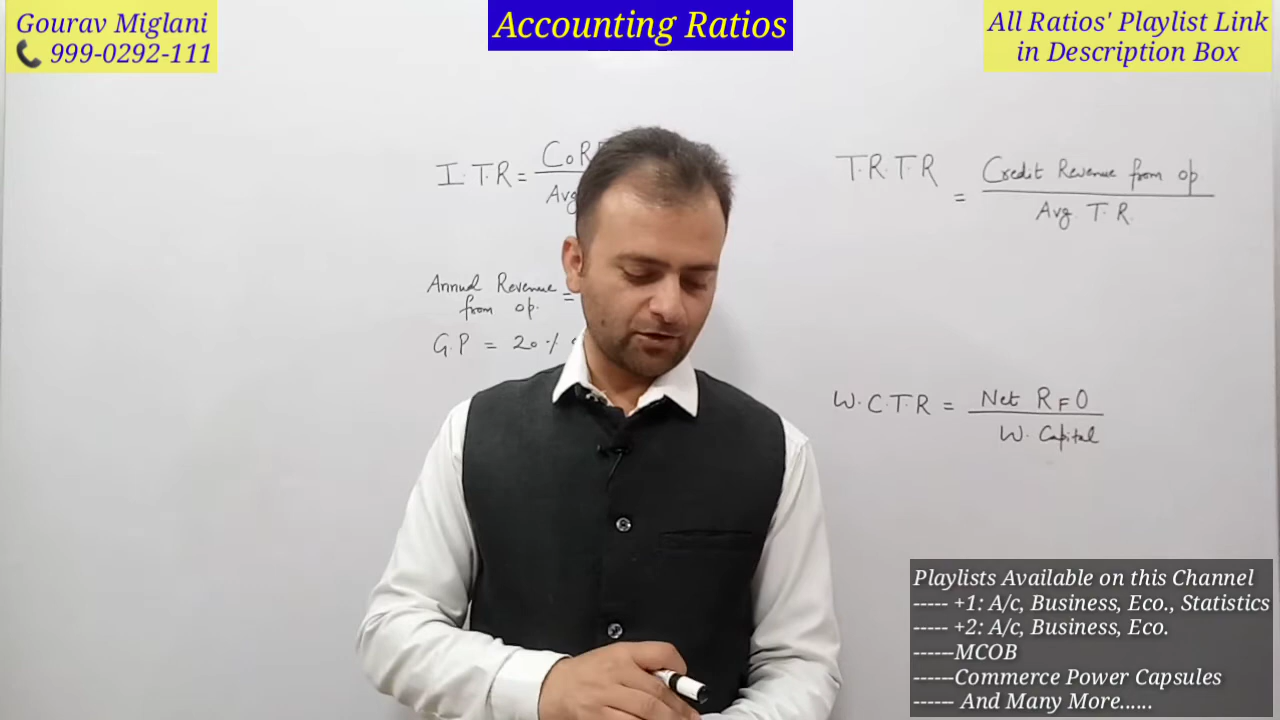 Gourav Miglani
999-0292-111
Accounting Ratios
All Ratios' Playlist Link
in Description Box
I.T.R =
Avg
T.R.T.R = Credit Revenue from op
Avg T.R.
Annual Revenue
from op. =
G.P = 20%
W.C.T.R = Net RFO
W. Capital
Playlists Available on this Channel
----- +1: A/c, Business, Eco., Statistics
----- +2: A/c, Business, Eco.
------MCOB
------Commerce Power Capsules
------ And Many More......